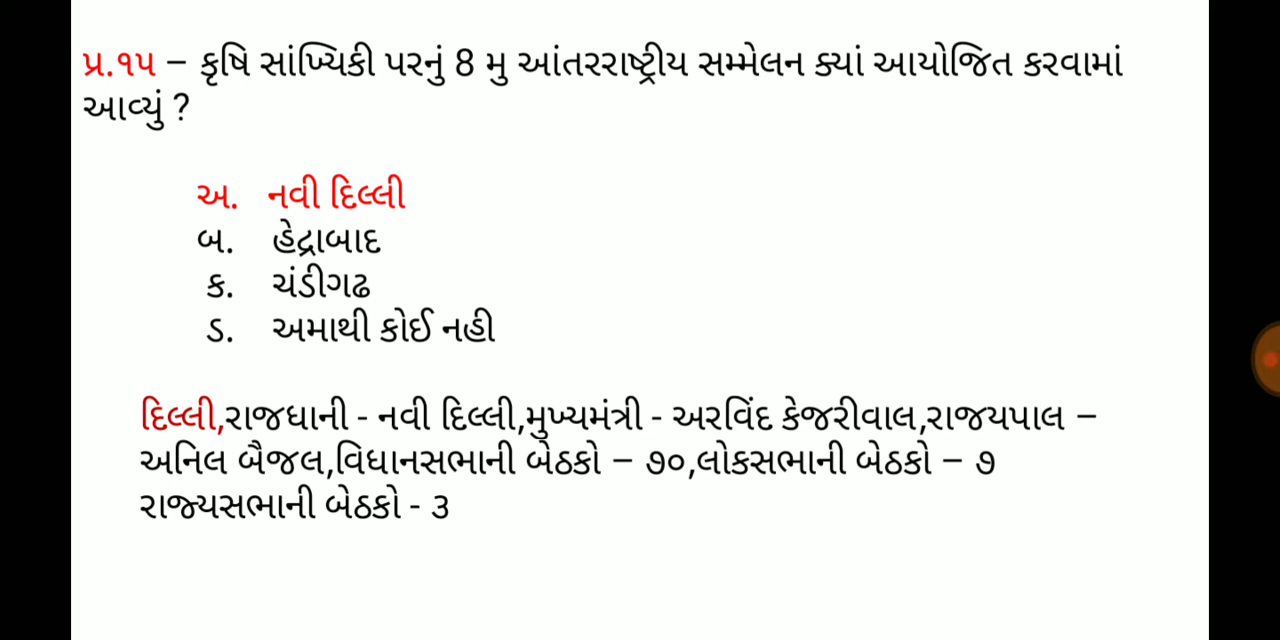 પ્ર.૧૫ – કૃષિ સાંખ્યિકી પરનું 8 મુ આંતરરાષ્ટ્રીય સમ્મેલન ક્યાં આયોજિત કરવામાં
આવ્યું ?
અ. નવી દિલ્લી
બ. હેદ્રાબાદ
ક. ચંડીગઢ
ડ. અમાથી કોઈ નહી
દિલ્લી,રાજધાની - નવી દિલ્લી,મુખ્યમંત્રી - અરવિંદ કેજરીવાલ,રાજયપાલ –
અનિલ બૈજલ,વિધાનસભાની બેઠકો – ૭૦,લોકસભાની બેઠકો – ૭
રાજ્યસભાની બેઠકો - ૩